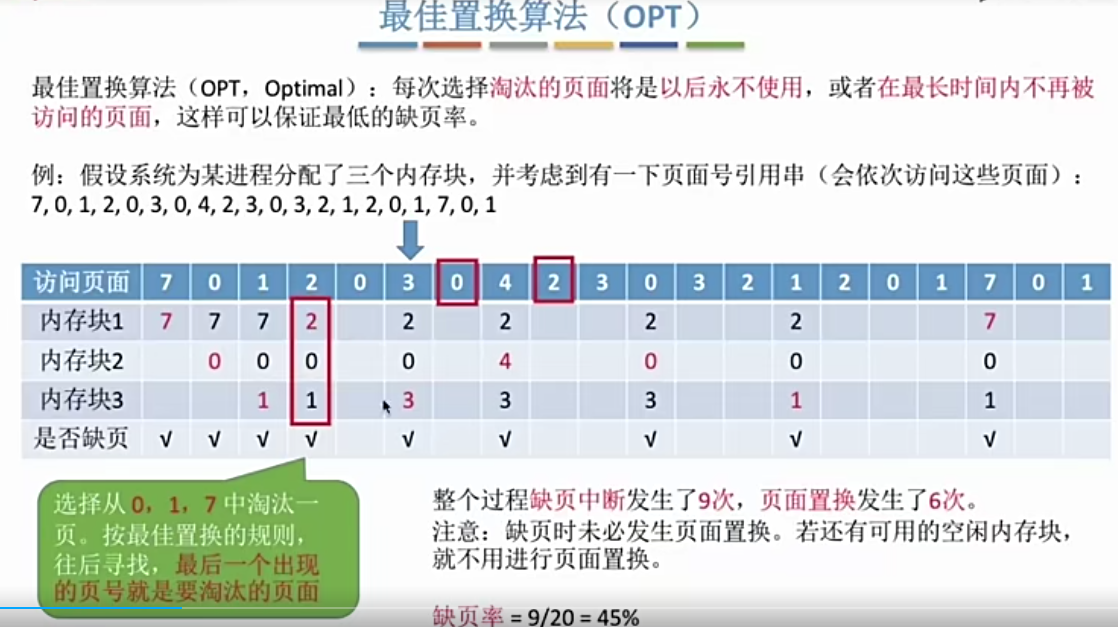 最佳置换算法（OPT）
最佳置换算法（OPT，Optimal）：每次选择淘汰的页面将是以后永不使用，或者在最长时间内不再被
访问的页面，这样可以保证最低的缺页率。
例：假设系统为某进程分配了三个内存块，并考虑到有一下页面号引用串（会依次访问这些页面）：
7, 0, 1, 2, 0, 3, 0, 4, 2, 3, 0, 3, 2, 1, 2, 0, 1, 7, 0, 1
访问页面 7 0 1 2 0 3 0 4 2 3 0 3 2 1 2 0 1 7 0 1
内存块1 7 7 7 2 2 2 2 2 7
内存块2 0 0 0 0 4 0 0 0
内存块3 1 1 3 3 3 1 1
是否缺页 √ √ √ √ √ √ √ √ √
选择从 0，1，7 中淘汰一
页。按最佳置换的规则，
往后寻找，最后一个出现
的页号就是要淘汰的页面
整个过程缺页中断发生了9次，页面置换发生了6次。
注意：缺页时未必发生页面置换。若还有可用的空闲内存块，
就不用进行页面置换。
缺页率 = 9/20 = 45%